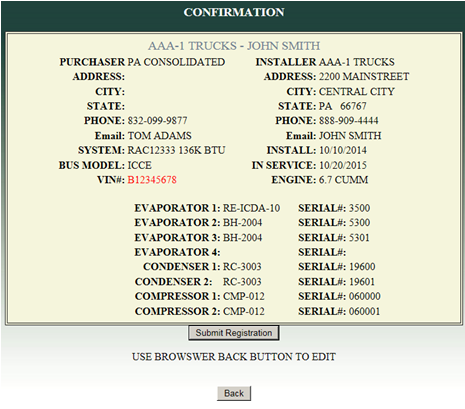 CONFIRMATION
AAA-1 TRUCKS - JOHN SMITH
PURCHASER PA CONSOLIDATED INSTALLER AAA-1 TRUCKS
ADDRESS: ADDRESS: 2200 MAINSTREET
CITY: CITY: CENTRAL CITY
STATE: STATE: PA 66767
PHONE: 832-099-9877 PHONE: 888-909-4444
Email: TOM ADAMS Email: JOHN SMITH
SYSTEM: RAC12333 136K BTU INSTALL: 10/10/2014
BUS MODEL: ICCE IN SERVICE: 10/20/2015
VIN#: B12345678 ENGINE: 6.7 CUMM
EVAPORATOR 1: RE-ICDA-10 SERIAL#: 3500
EVAPORATOR 2: BH-2004 SERIAL#: 5300
EVAPORATOR 3: BH-2004 SERIAL#: 5301
EVAPORATOR 4: SERIAL#:
CONDENSER 1: RC-3003 SERIAL#: 19600
CONDENSER 2: RC-3003 SERIAL#: 19601
COMPRESSOR 1: CMP-012 SERIAL#: 060000
COMPRESSOR 2: CMP-012 SERIAL#: 060001
Submit Registration
USE BROWSWER BACK BUTTON TO EDIT
Back